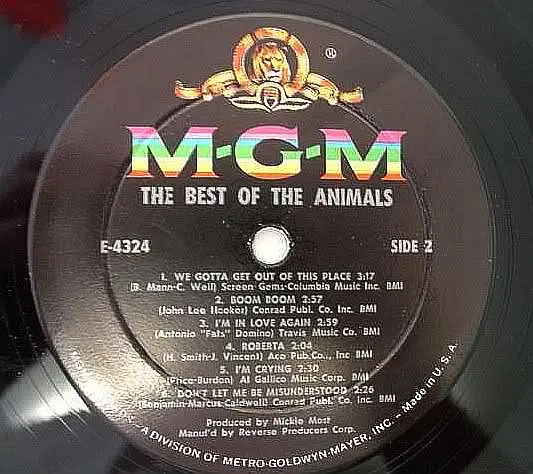 ®
M-G-M
THE BEST OF THE ANIMALS
E-4324
SIDE 2
1. WE GOTTA GET OUT OF THIS PLACE 3:17
(B. Mann-C. Weil) Screen Gems-Columbia Music Inc. BMI
2. BOOM BOOM 2:57
(John Lee Hooker) Conrad Publ. Co. Inc. BMI
3. I'M IN LOVE AGAIN 2:59
(Antonio "Fats" Domino) Travis Music Co. BMI
4. ROBERTA 2:04
(H. Smith-J. Vincent) Ace Pub.Co.., Inc BMI
5. I'M CRYING 2:30
(Price-Burdon) Al Gallico Music Corp. BMI
6. DON'T LET ME BE MISUNDERSTOOD 2:26
(Benjamin-Marcus-Caldwell) Conrad Publ. Co. Inc. BMI
Produced by Mickie Most
Manuf'd by Reverse Producers Corp.
A DIVISION OF METRO-GOLDWYN-MAYER, INC. • Made in U.S.A.